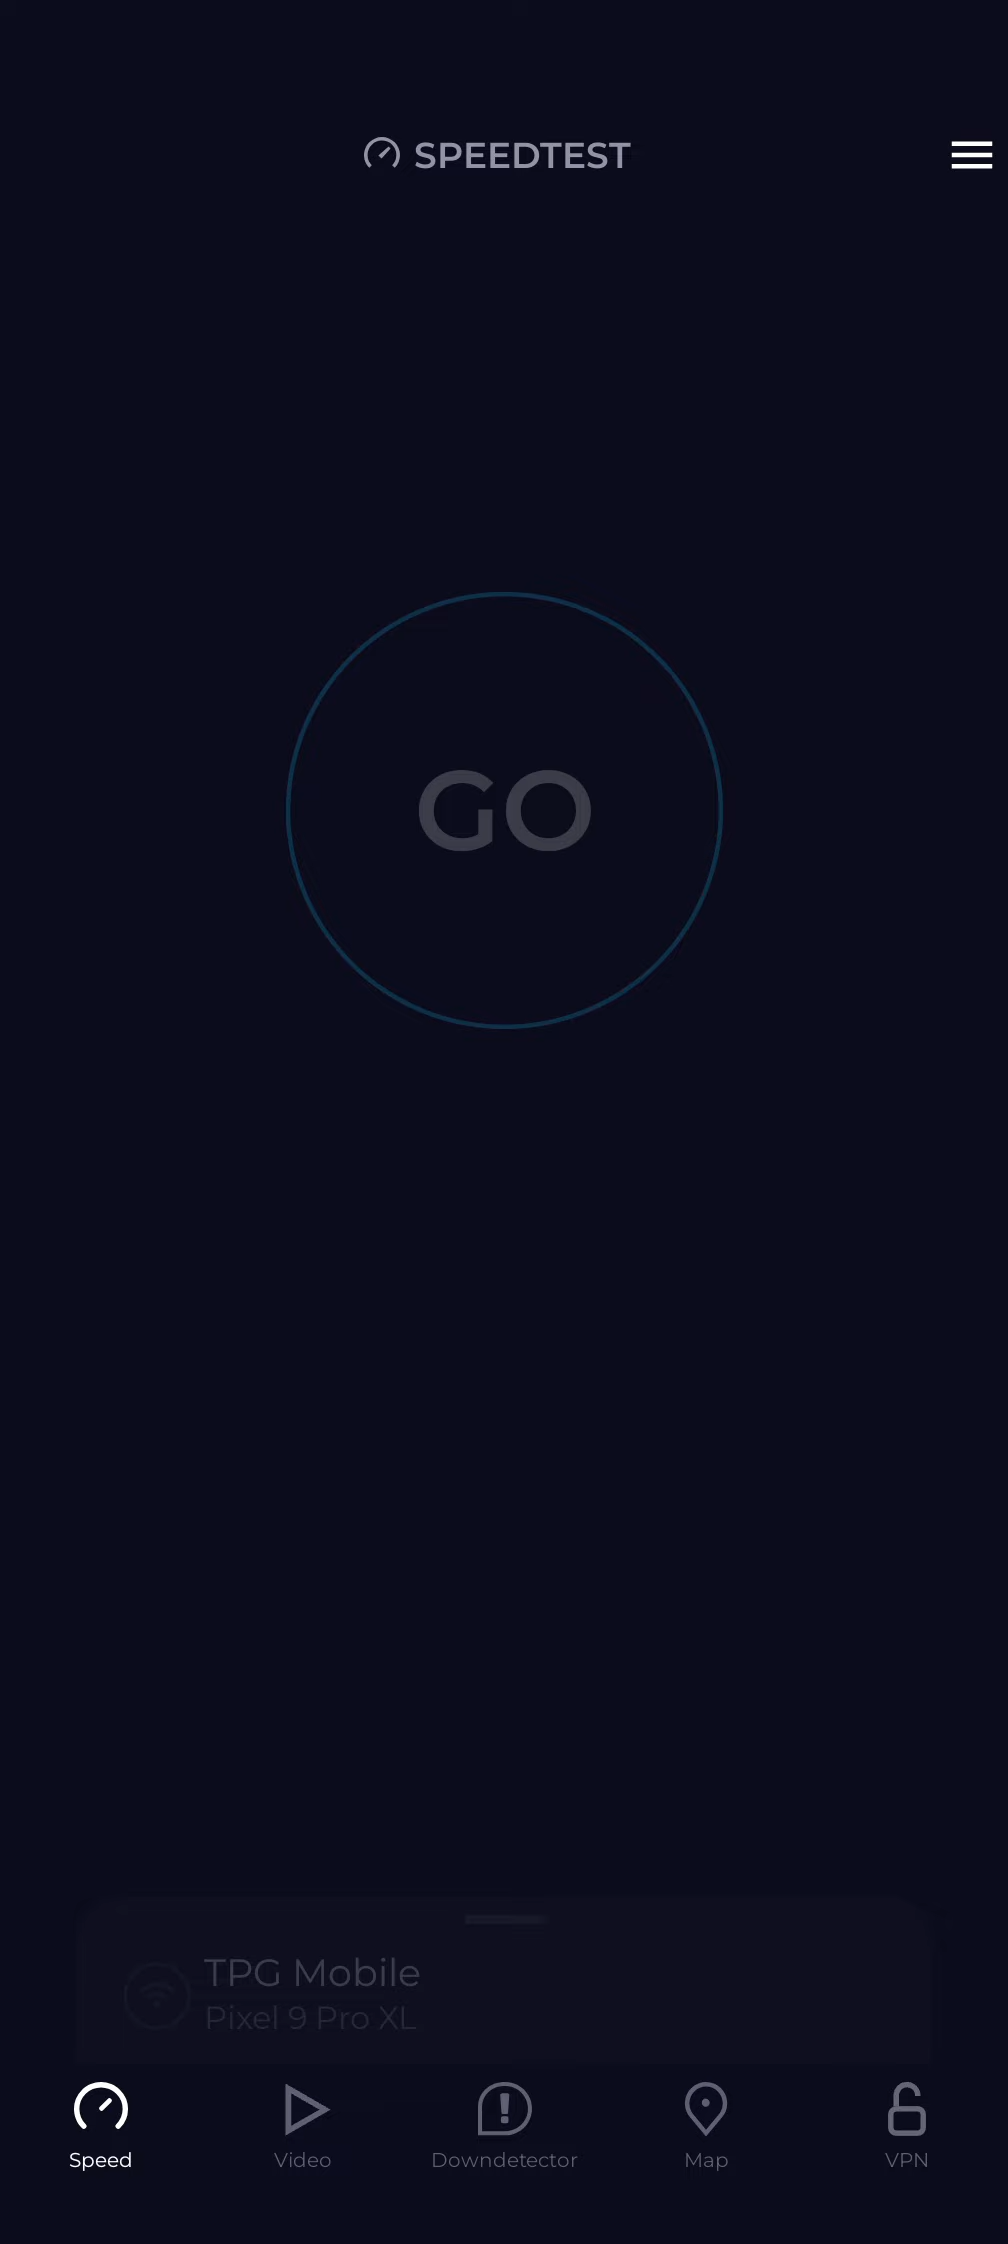 SPEEDTEST
GO
TPG Mobile
Pixel 9 Pro XL
Speed
Video
Downdetector
Map
VPN